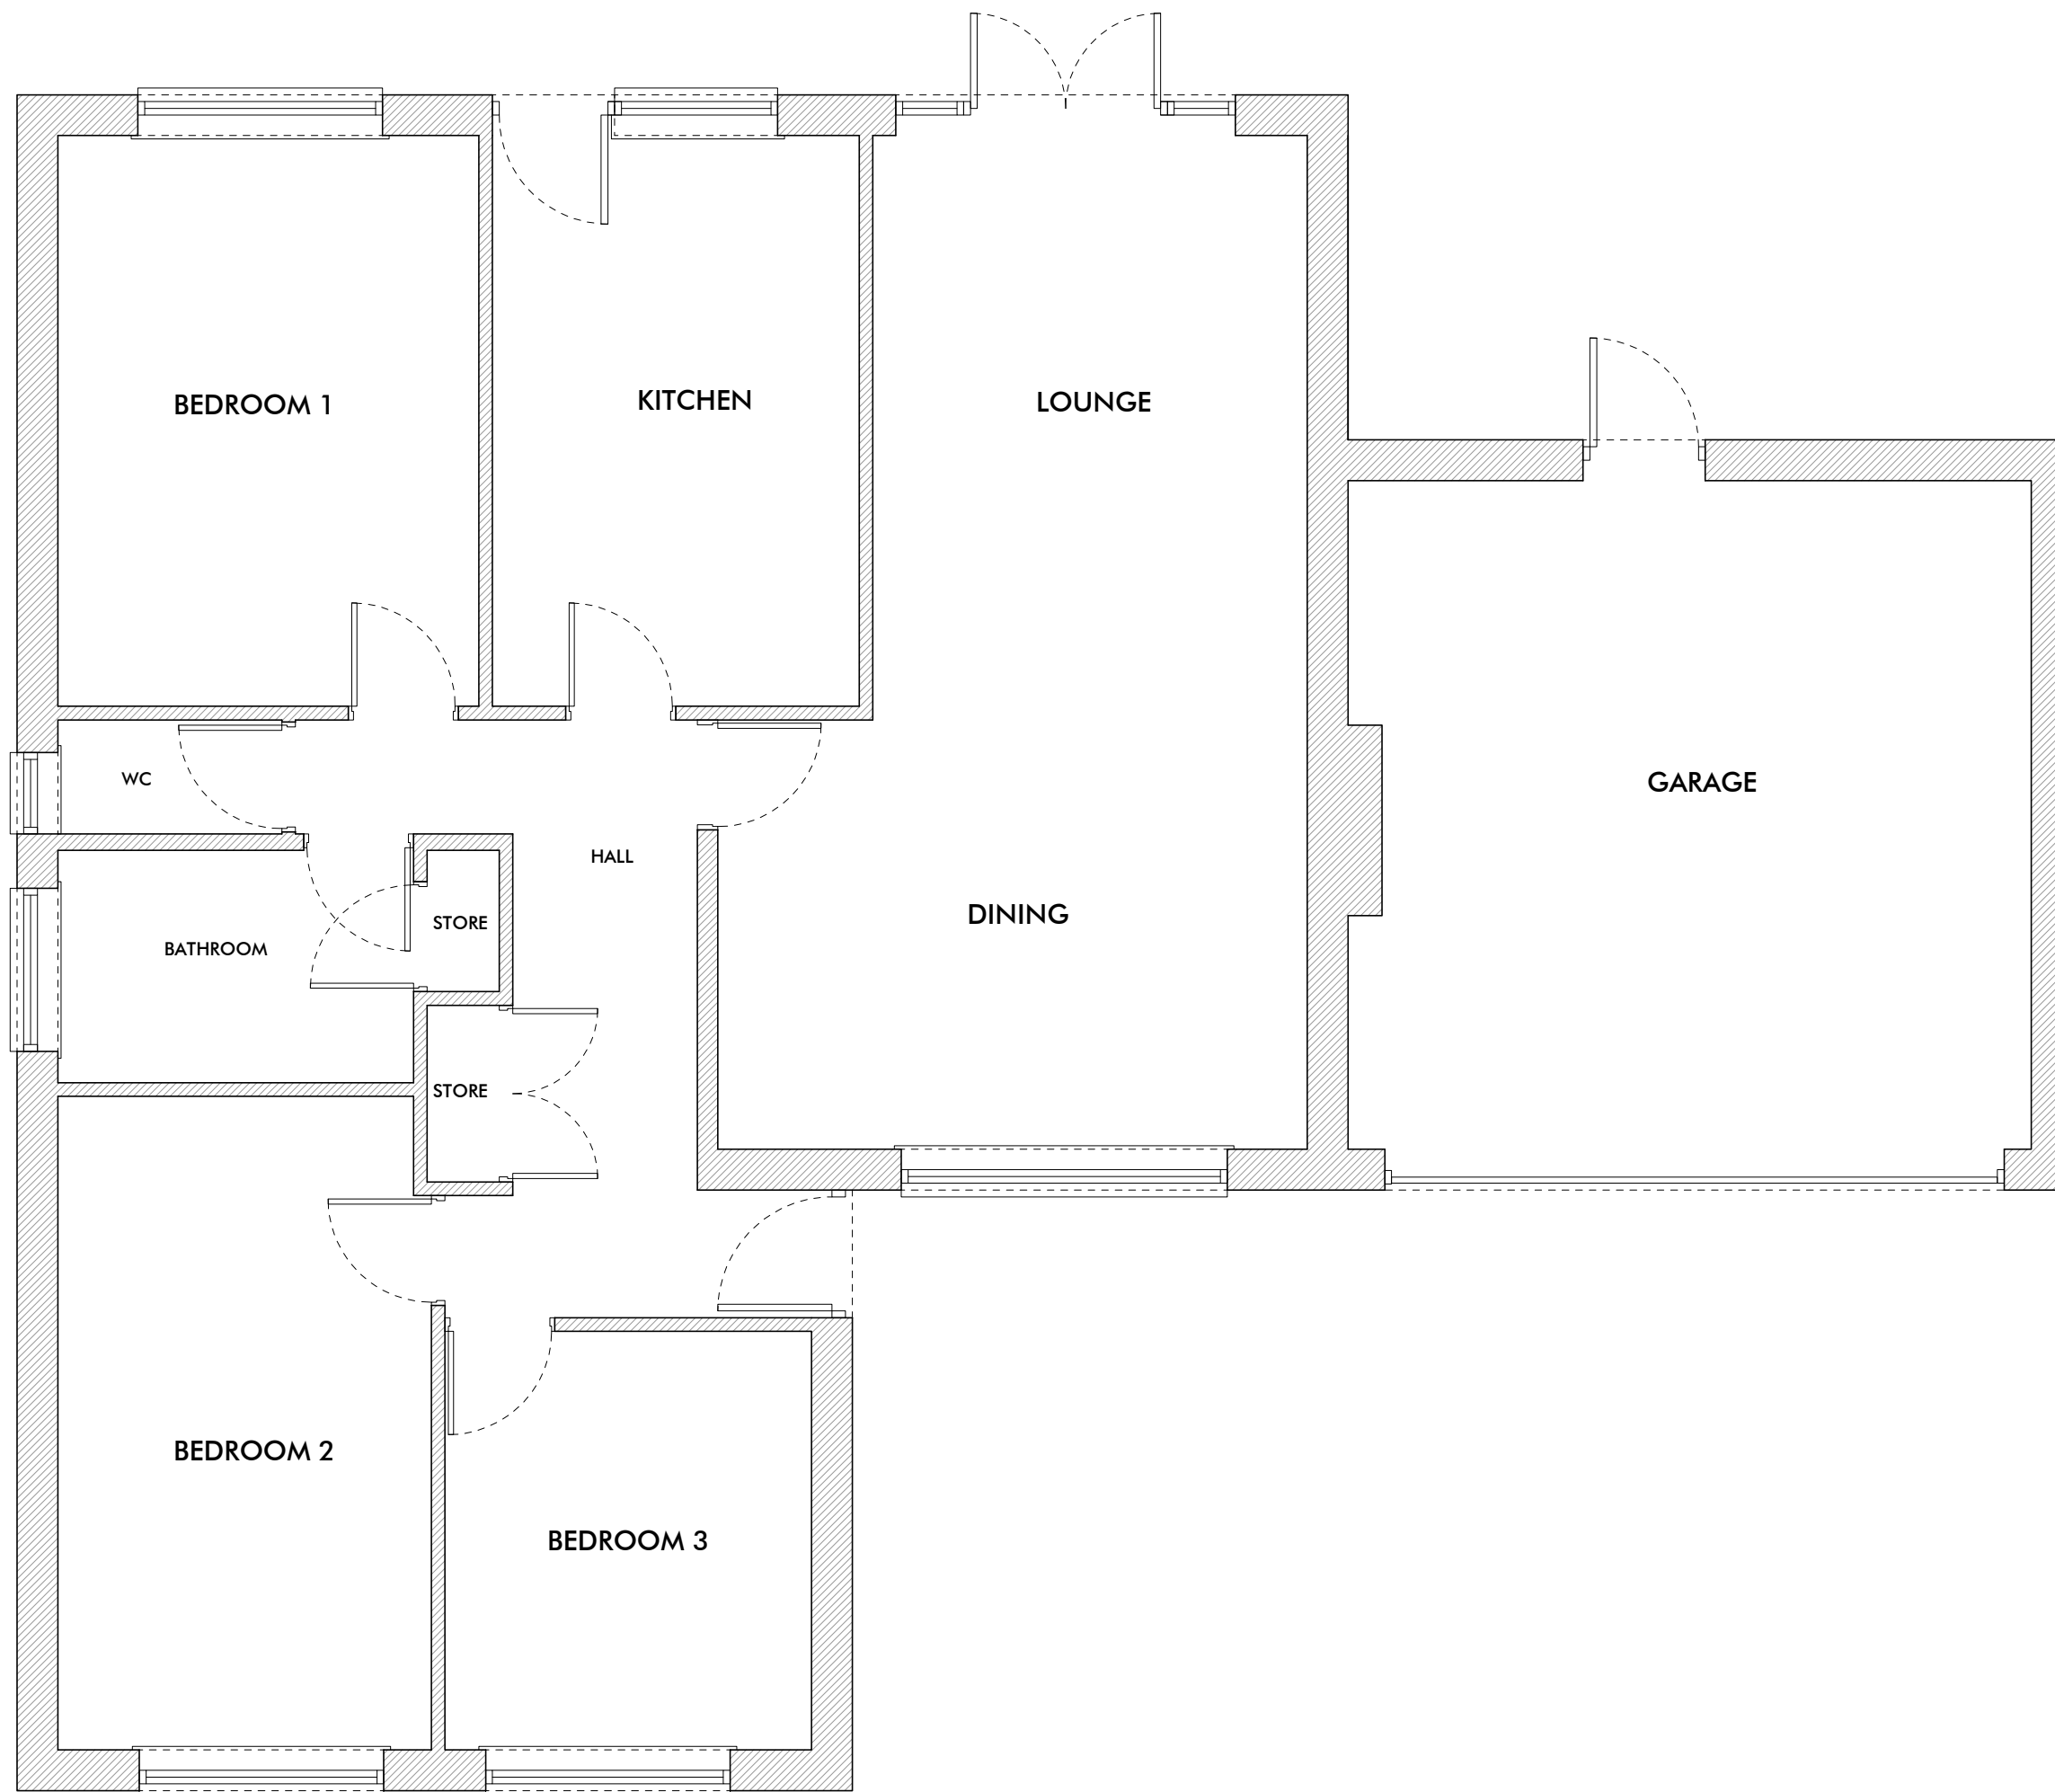 BEDROOM 1
KITCHEN
LOUNGE
WC
GARAGE
HALL
DINING
STORE
BATHROOM
STORE
BEDROOM 2
BEDROOM 3